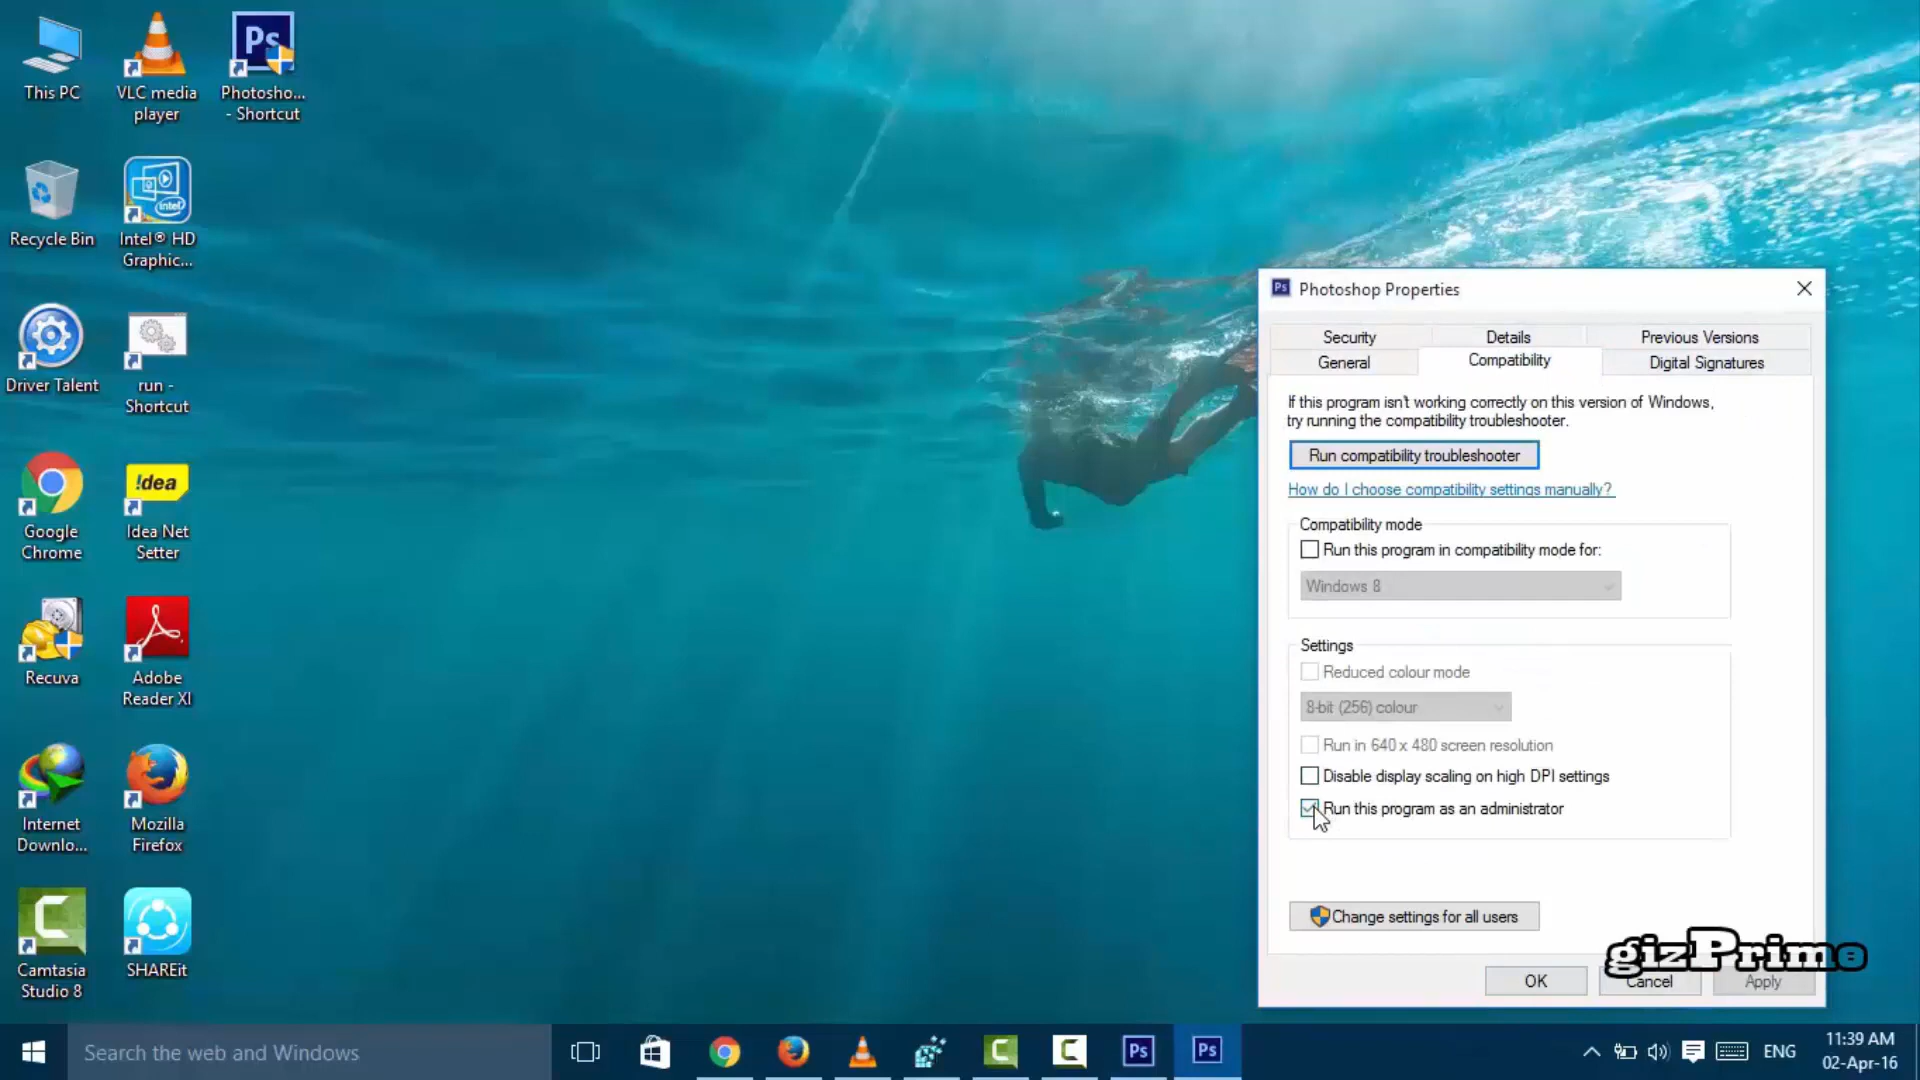 This PC
VLC media
player
Ps
Photosho...
- Shortcut
Recycle Bin
intel
Intel® HD
Graphic...
Driver Talent
run -
Shortcut
Google
Chrome
!dea
Idea Net
Setter
Recuva
Adobe
Reader XI
Internet
Downlo...
Mozilla
Firefox
Camtasia
Studio 8
SHAREit
Ps Photoshop Properties
Security Details Previous Versions
General Compatibility Digital Signatures
If this program isn't working correctly on this version of Windows,
try running the compatibility troubleshooter.
Run compatibility troubleshooter
How do I choose compatibility settings manually?
Compatibility mode
Run this program in compatibility mode for:
Windows 8
Settings
Reduced colour mode
8-bit (256) colour
Run in 640 x 480 screen resolution
Disable display scaling on high DPI settings
Run this program as an administrator
Change settings for all users
gizPrime
OK Cancel Apply
Search the web and Windows
Ps Ps
ENG
11:39 AM
02-Apr-16